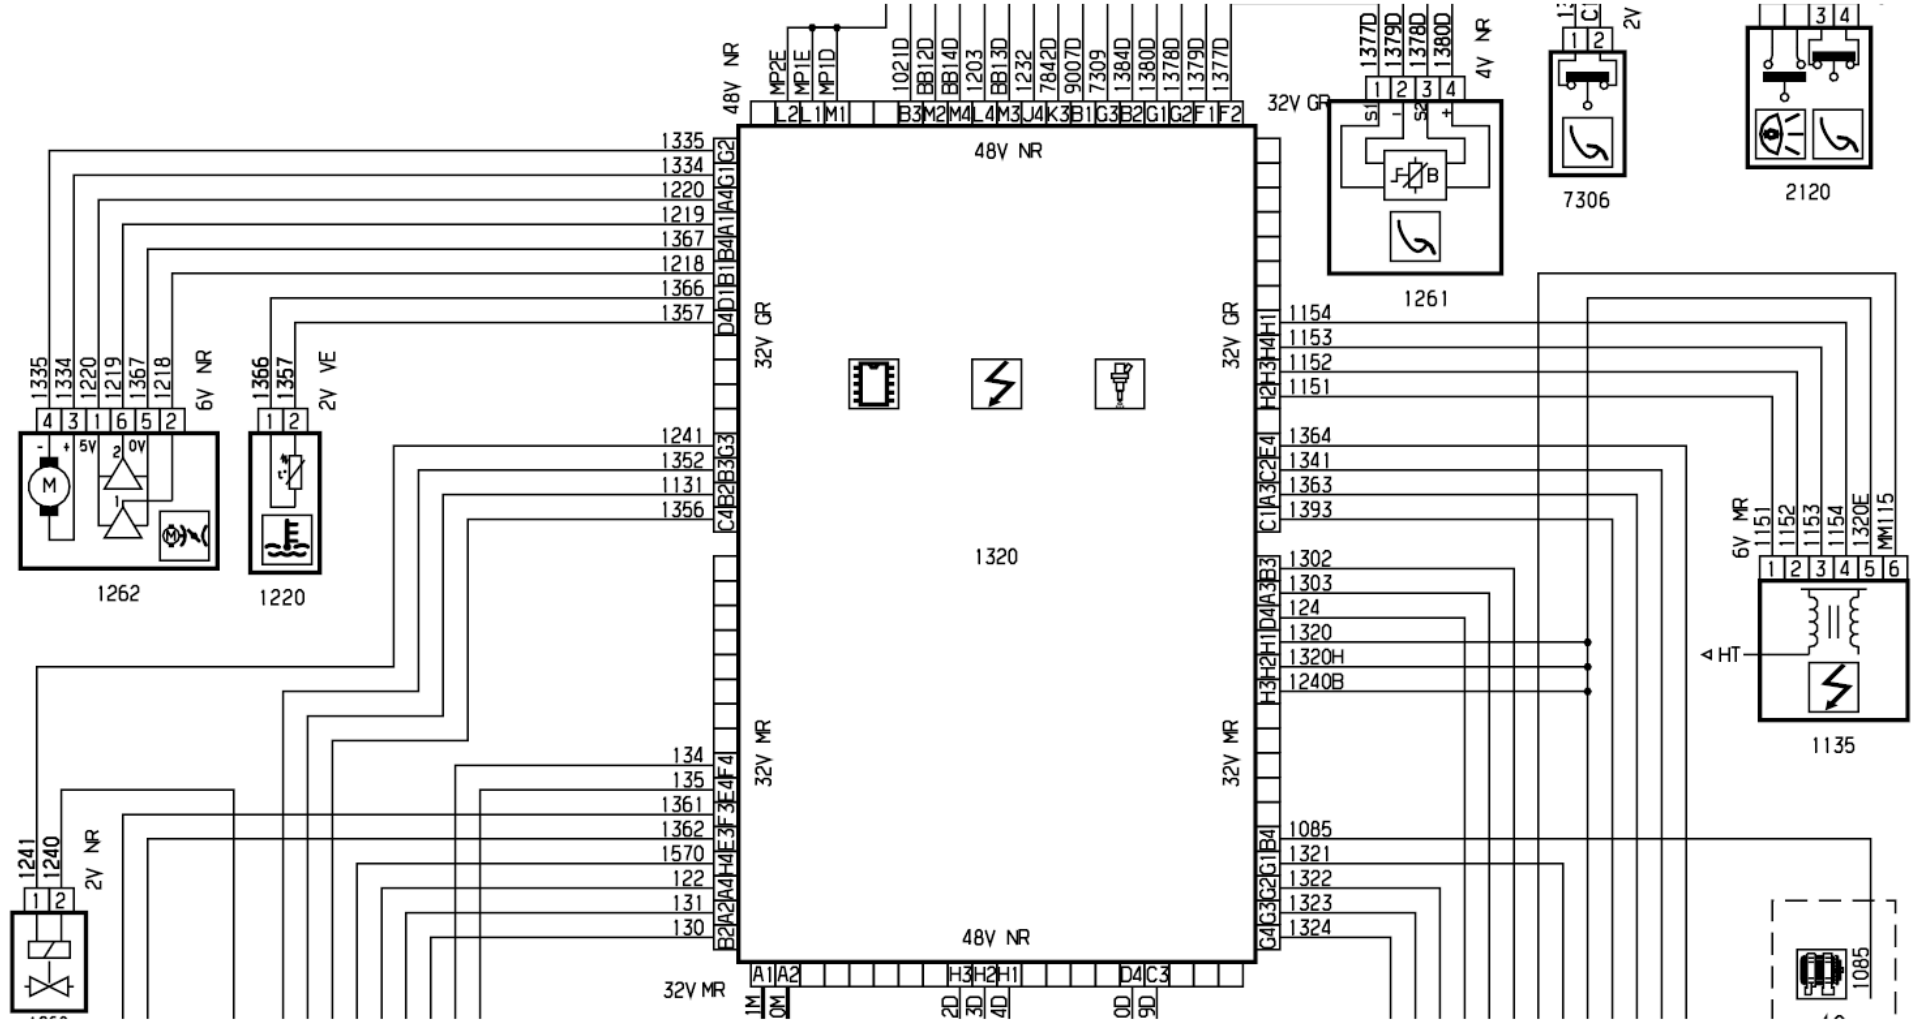 48V NR
MP2E
MP1E
MP1D
1021D
BB12D
BB14D
1203
BB13D
1232
7842D
9007D
7309
1384D
1380D
1378D
1379D
1377D
L2 L1 M1 B3 M2 M4 L4 M3 J4 K3 B1 G3 B2 G1 G2 F1 F2
48V NR
32V GR
1377D
1379D
1378D
1380D
4V NR
1 2 3 4
S1 - S2 +
B
1261
2V
1 2
7306
3 4
2120
1335 G2
1334 G1
1220 A4
1219 A1
1367 B4
1218 B1
1366 D1
1357 D4
32V GR
32V GR
1335
1334
1220
1219
1367
1218
6V NR
4 3 1 6 5 2
- + 5V 2 0V
M
1
M
1262
1366
1357
2V VE
1 2
t°
1220
1241 G3
1352 B3
1131 B2
1356 C4
1320
H1 1154
H4 1153
H3 1152
H2 1151
E4 1364
C2 1341
A3 1363
C1 1393
B3 1302
A3 1303
D4 124
H1 1320
H2 1320H
H3 1240B
6V MR
1151
1152
1153
1154
1320E
MM115
1 2 3 4 5 6
HT
1135
32V MR
32V MR
134 F4
135 E4
1361 F3
1362 E3
1570 H4
122 A4
131 A2
130 B2
1241
1240
2V NR
1 2
B4 1085
G1 1321
G2 1322
G3 1323
G4 1324
48V NR
A1 A2 H3 H2 H1 D4 C3
32V MR
1M
0M
2D
3D
4D
0D
9D
1085